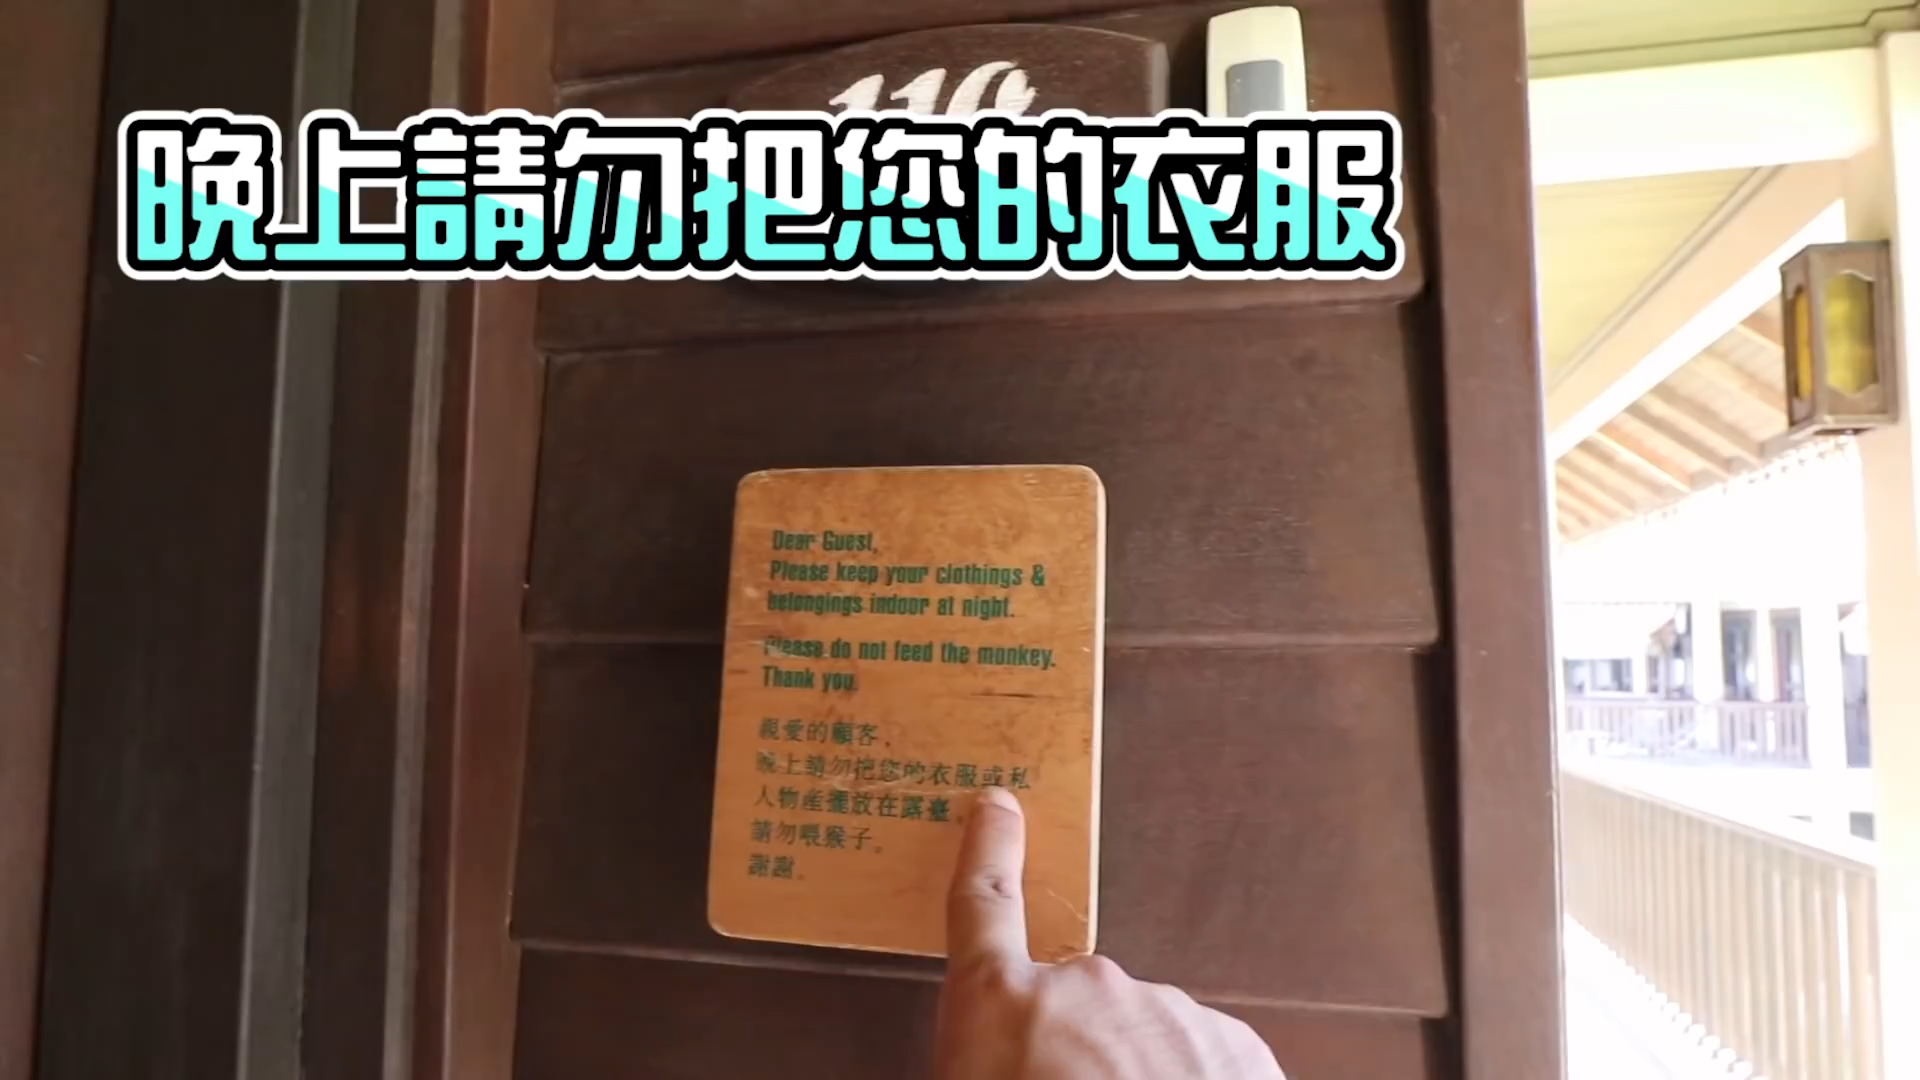 110
晚上請勿把您的衣服
Dear Guest,
Please keep your clothings &
belongings indoor at night.
Please do not feed the monkey.
Thank you.
親愛的顧客，
晚上請勿把您的衣服或私
人物產擺放在露臺。
請勿喂猴子。
謝謝。